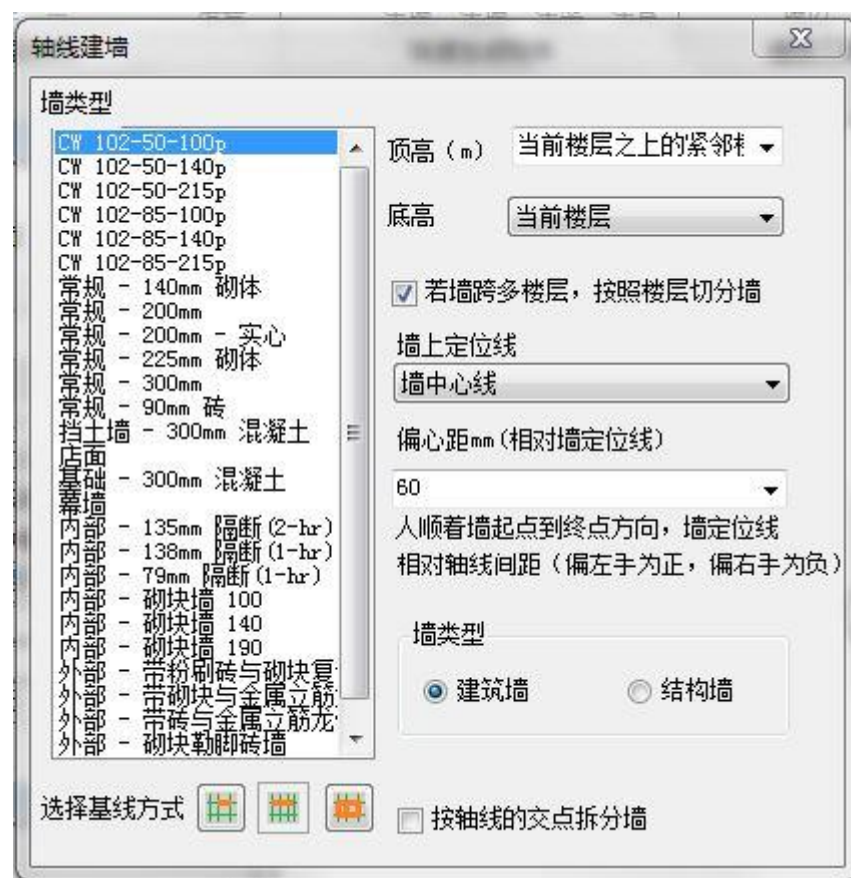 轴线建墙
墙类型
CW 102-50-100p
CW 102-50-140p
CW 102-50-215p
CW 102-85-100p
CW 102-85-140p
CW 102-85-215p
常规 - 140mm 砌体
常规 - 200mm
常规 - 200mm - 实心
常规 - 225mm 砌体
常规 - 300mm
常规 - 90mm 砖
挡土墙 - 300mm 混凝土
店面
基础 - 300mm 混凝土
幕墙
内部 - 135mm 隔断(2-hr)
内部 - 138mm 隔断(1-hr)
内部 - 79mm 隔断(1-hr)
内部 - 砌块墙 100
内部 - 砌块墙 140
内部 - 砌块墙 190
外部 - 带粉刷砖与砌块复
外部 - 带砌块与金属立筋
外部 - 带砖与金属立筋龙
外部 - 砌块勒脚砖墙
顶高（m） 当前楼层之上的紧邻
底高 当前楼层
若墙跨多楼层，按照楼层切分墙
墙上定位线
墙中心线
偏心距mm(相对墙定位线)
60
人顺着墙起点到终点方向，墙定位线
相对轴线间距（偏左手为正，偏右手为负）
墙类型
建筑墙 结构墙
选择基线方式
按轴线的交点拆分墙